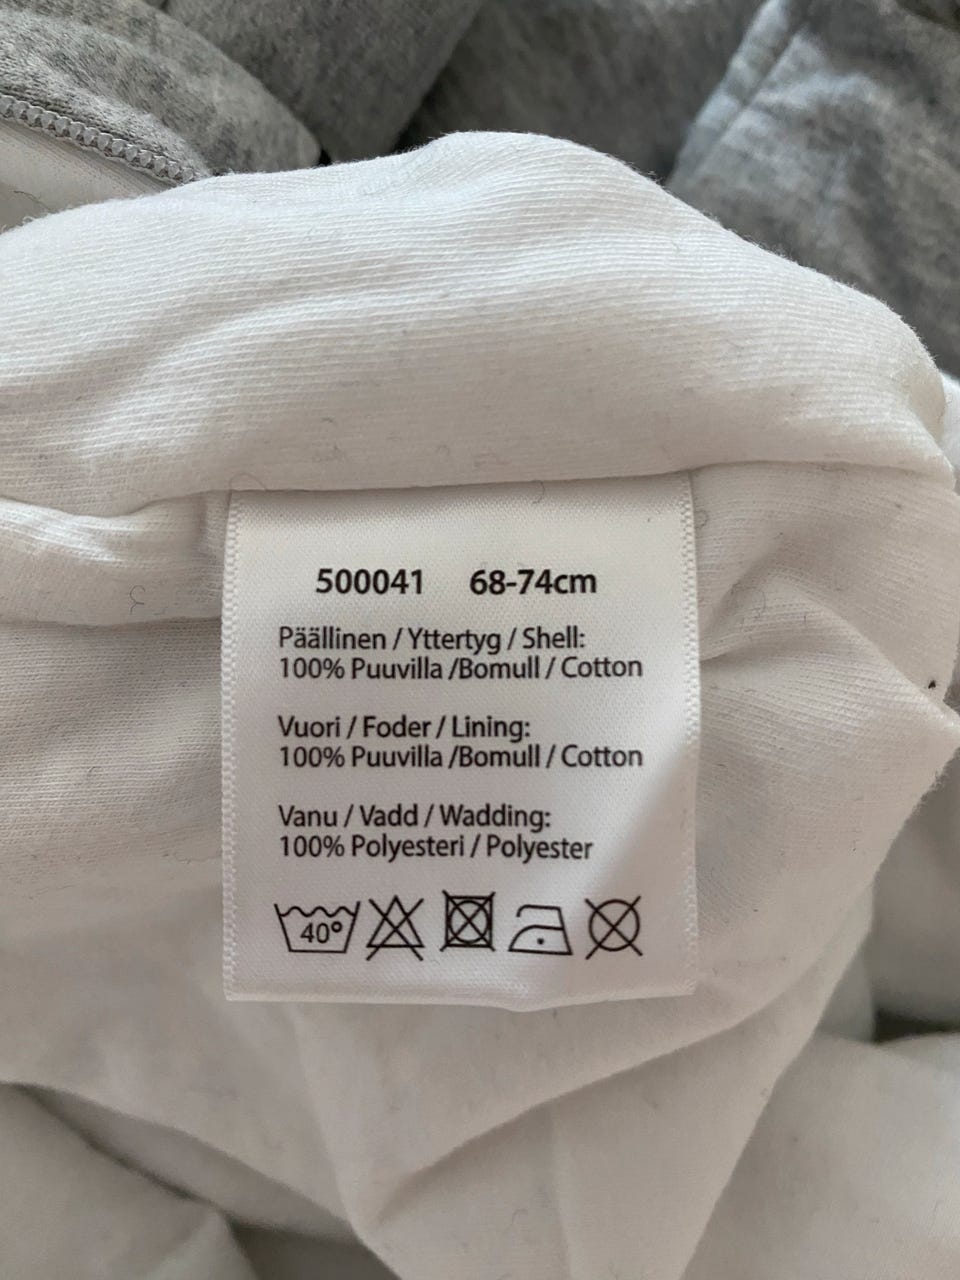 500041 68-74cm
Päällinen / Yttertyg / Shell:
100% Puuvilla /Bomull / Cotton
Vuori / Foder / Lining:
100% Puuvilla /Bomull / Cotton
Vanu / Vadd / Wadding:
100% Polyesteri / Polyester
40°